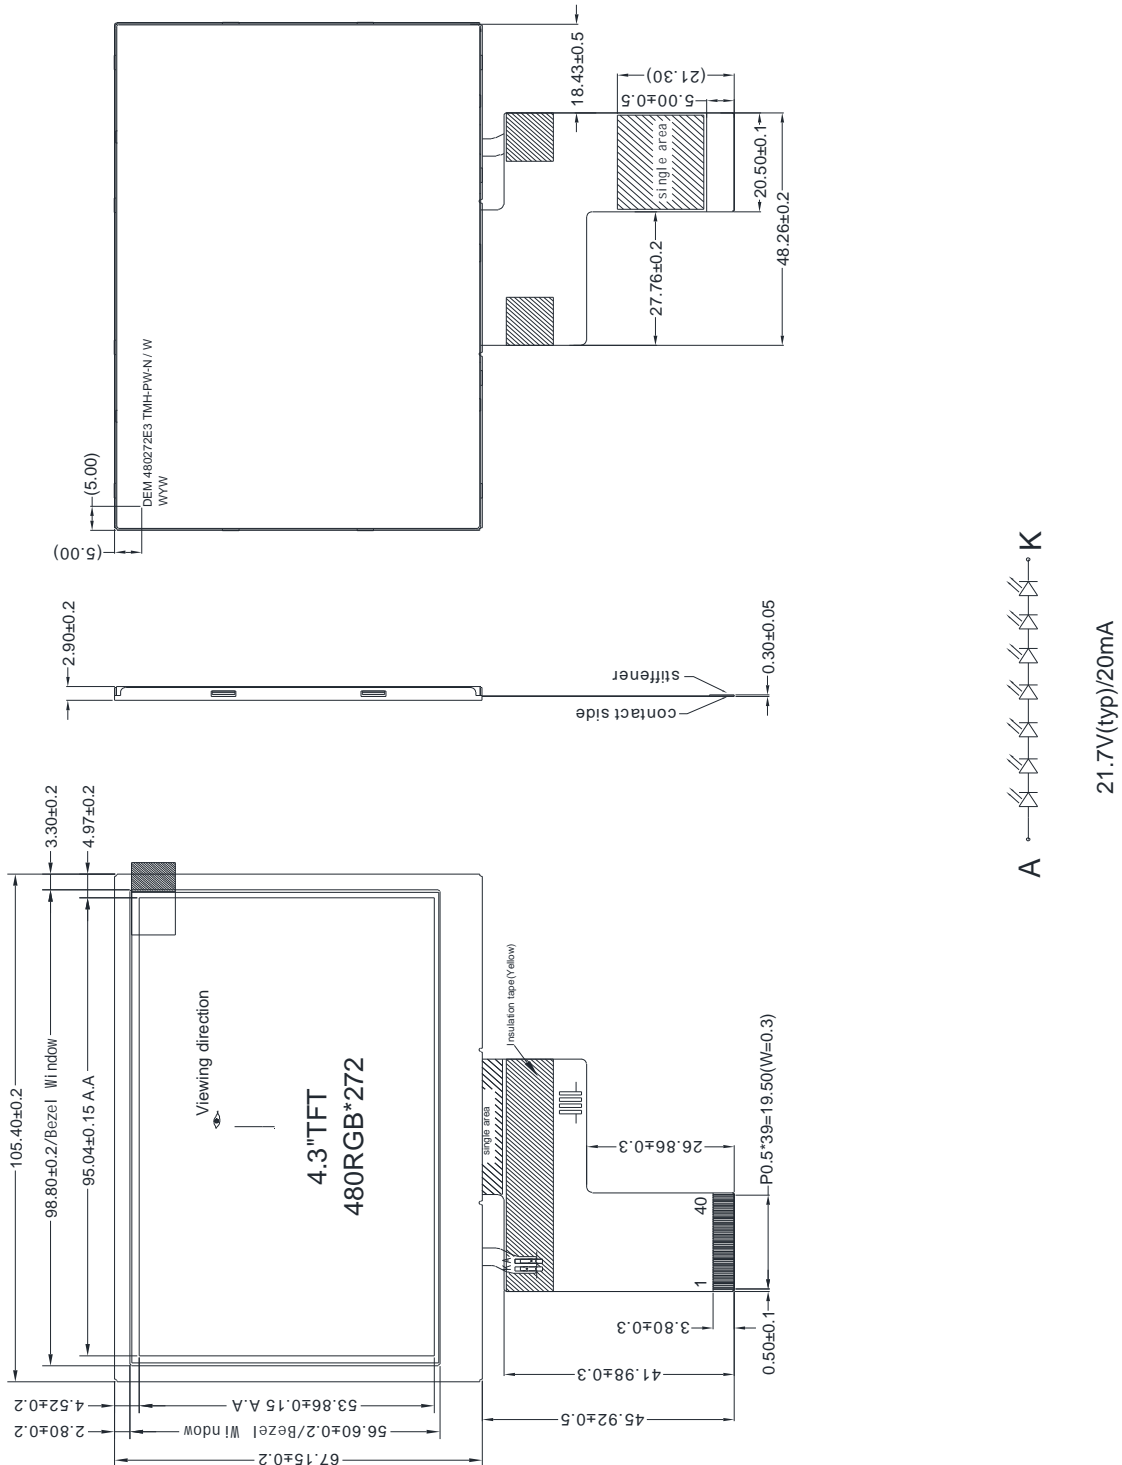 18.43±0.5
(21.30)
5.00±0.5
single area
20.50±0.1
48.26±0.2
27.76±0.2
DEM 480272E3 TMH-PW-N / W
WYW
(5.00)
(5.00)
2.90±0.2
stiffener
contact side
0.30±0.05
A
K
21.7V(typ)/20mA
3.30±0.2
4.97±0.2
105.40±0.2
98.80±0.2/Bezel Window
95.04±0.15 A.A
Viewing direction
4.3"TFT
480RGB*272
Insulation tape(Yellow)
single area
26.86±0.3
P0.5*39=19.50(W=0.3)
1
40
K
A
3.80±0.3
0.50±0.1
41.98±0.3
45.92±0.5
4.52±0.2
53.86±0.15 A.A
2.80±0.2
56.60±0.2/Bezel Window
67.15±0.2